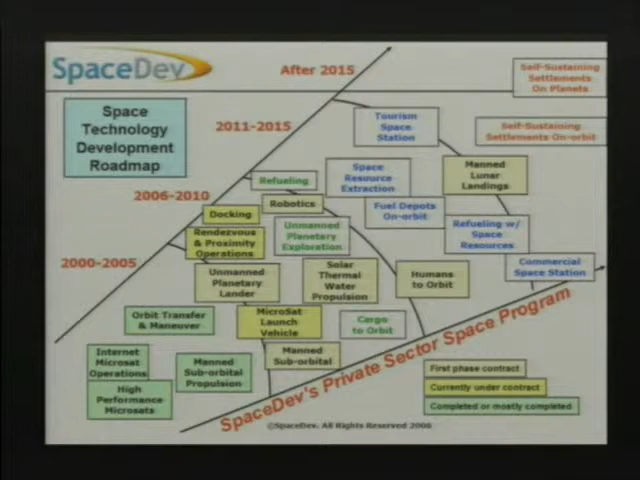 SpaceDev
After 2015
Self-Sustaining
Settlements
On Planets
Space
Technology
Development
Roadmap
2011-2015
Tourism
Space
Station
Self-Sustaining
Settlements On-orbit
Refueling
Space
Resource
Extraction
Manned
Lunar
Landings
2006-2010
Docking
Robotics
Fuel Depots
On-orbit
Rendezvous
& Proximity
Operations
Unmanned
Planetary
Exploration
Refueling w/
Space
Resources
2000-2005
Unmanned
Planetary
Lander
Solar
Thermal
Water
Propulsion
Humans
to Orbit
Commercial
Space Station
Orbit Transfer
& Maneuver
MicroSat
Launch
Vehicle
Cargo
to Orbit
Internet
Microsat
Operations
Manned
Sub-orbital
Propulsion
Manned
Sub-orbital
High
Performance
Microsats
SpaceDev's Private Sector Space Program
First phase contract
Currently under contract
Completed or mostly completed
©SpaceDev. All Rights Reserved 2006